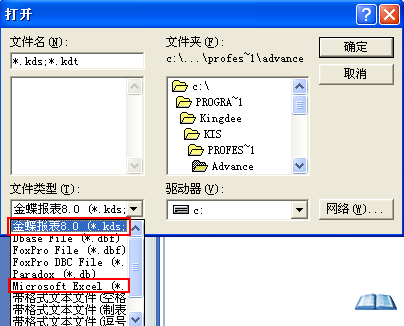 打开
文件名(N):
*.kds;*.kdt
文件夹(F):
c:\...\profes~1\advance
确定
取消
c:\
PROGRA~1
Kingdee
KIS
PROFES~1
Advance
文件类型(T):
金蝶报表8.0 (*.kds;
驱动器(V):
c:
网络(W)...
金蝶报表8.0 (*.kds;
Dbase File (*.dbf)
FoxPro File (*.dbf)
FoxPro DBC File (*.
Paradox (*.db)
Microsoft Excel (*.
带格式文本文件(空格
带格式文本文件(制表
带格式文本文件(逗号